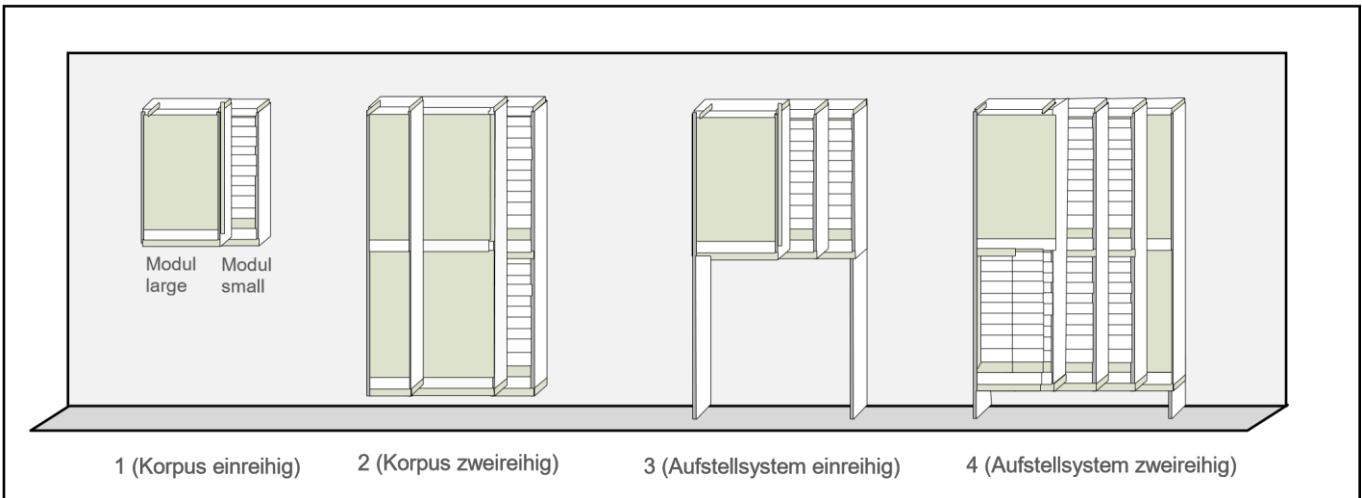 Modul
large
Modul
small
1 (Korpus einreihig)
2 (Korpus zweireihig)
3 (Aufstellsystem einreihig)
4 (Aufstellsystem zweireihig)